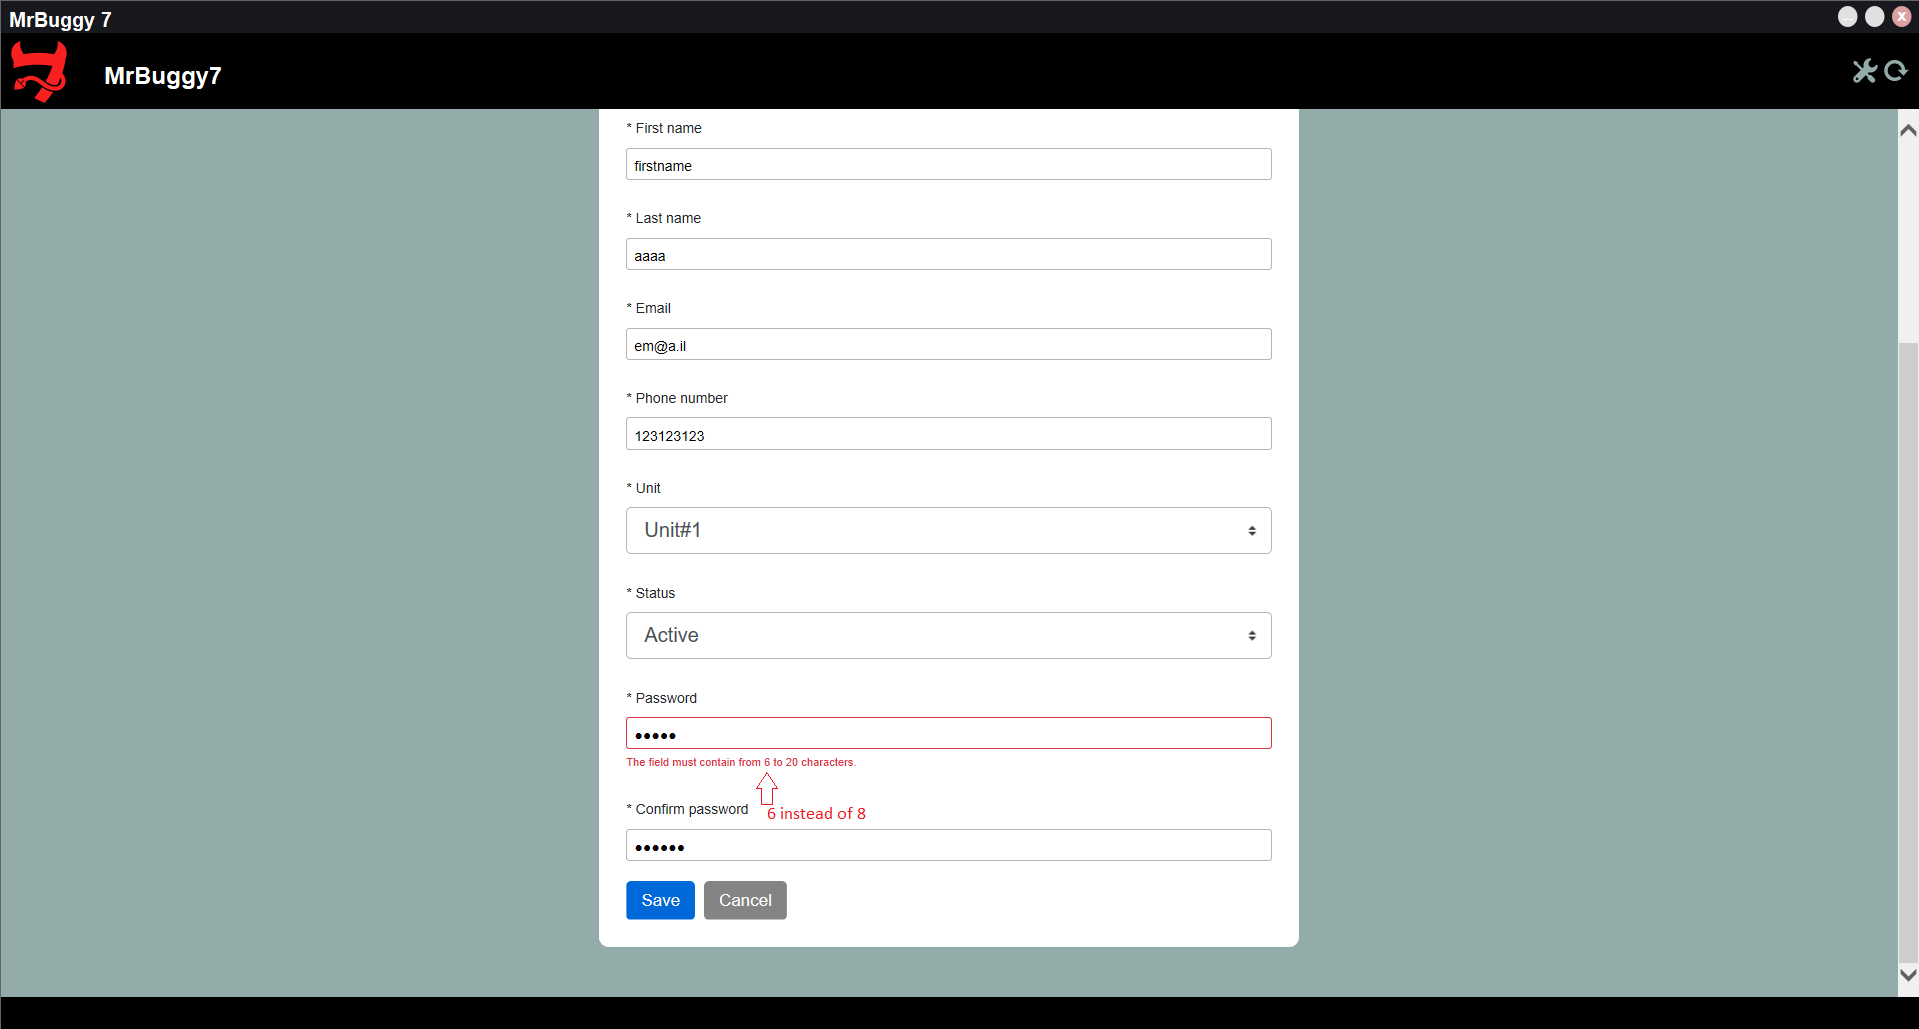 MrBuggy 7
x
MrBuggy7
* First name
firstname
* Last name
aaaa
* Email
em@a.il
* Phone number
123123123
* Unit
Unit#1
* Status
Active
* Password
●●●●●
The field must contain from 6 to 20 characters.
6 instead of 8
* Confirm password
●●●●●●
Save
Cancel